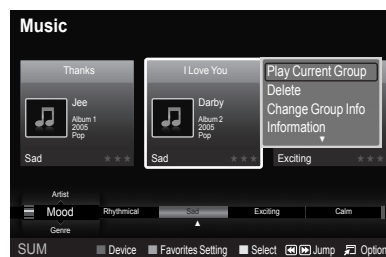 Music
Thanks
Jee
Album 1
2005
Pop
Sad
I Love You
Darby
Album 2
2005
Pop
Sad
Exciting
Play Current Group
Delete
Change Group Info
Information
Artist
Mood
Rhythmical
Sad
Exciting
Calm
Genre
SUM
Device
Favorites Setting
Select
Jump
Option